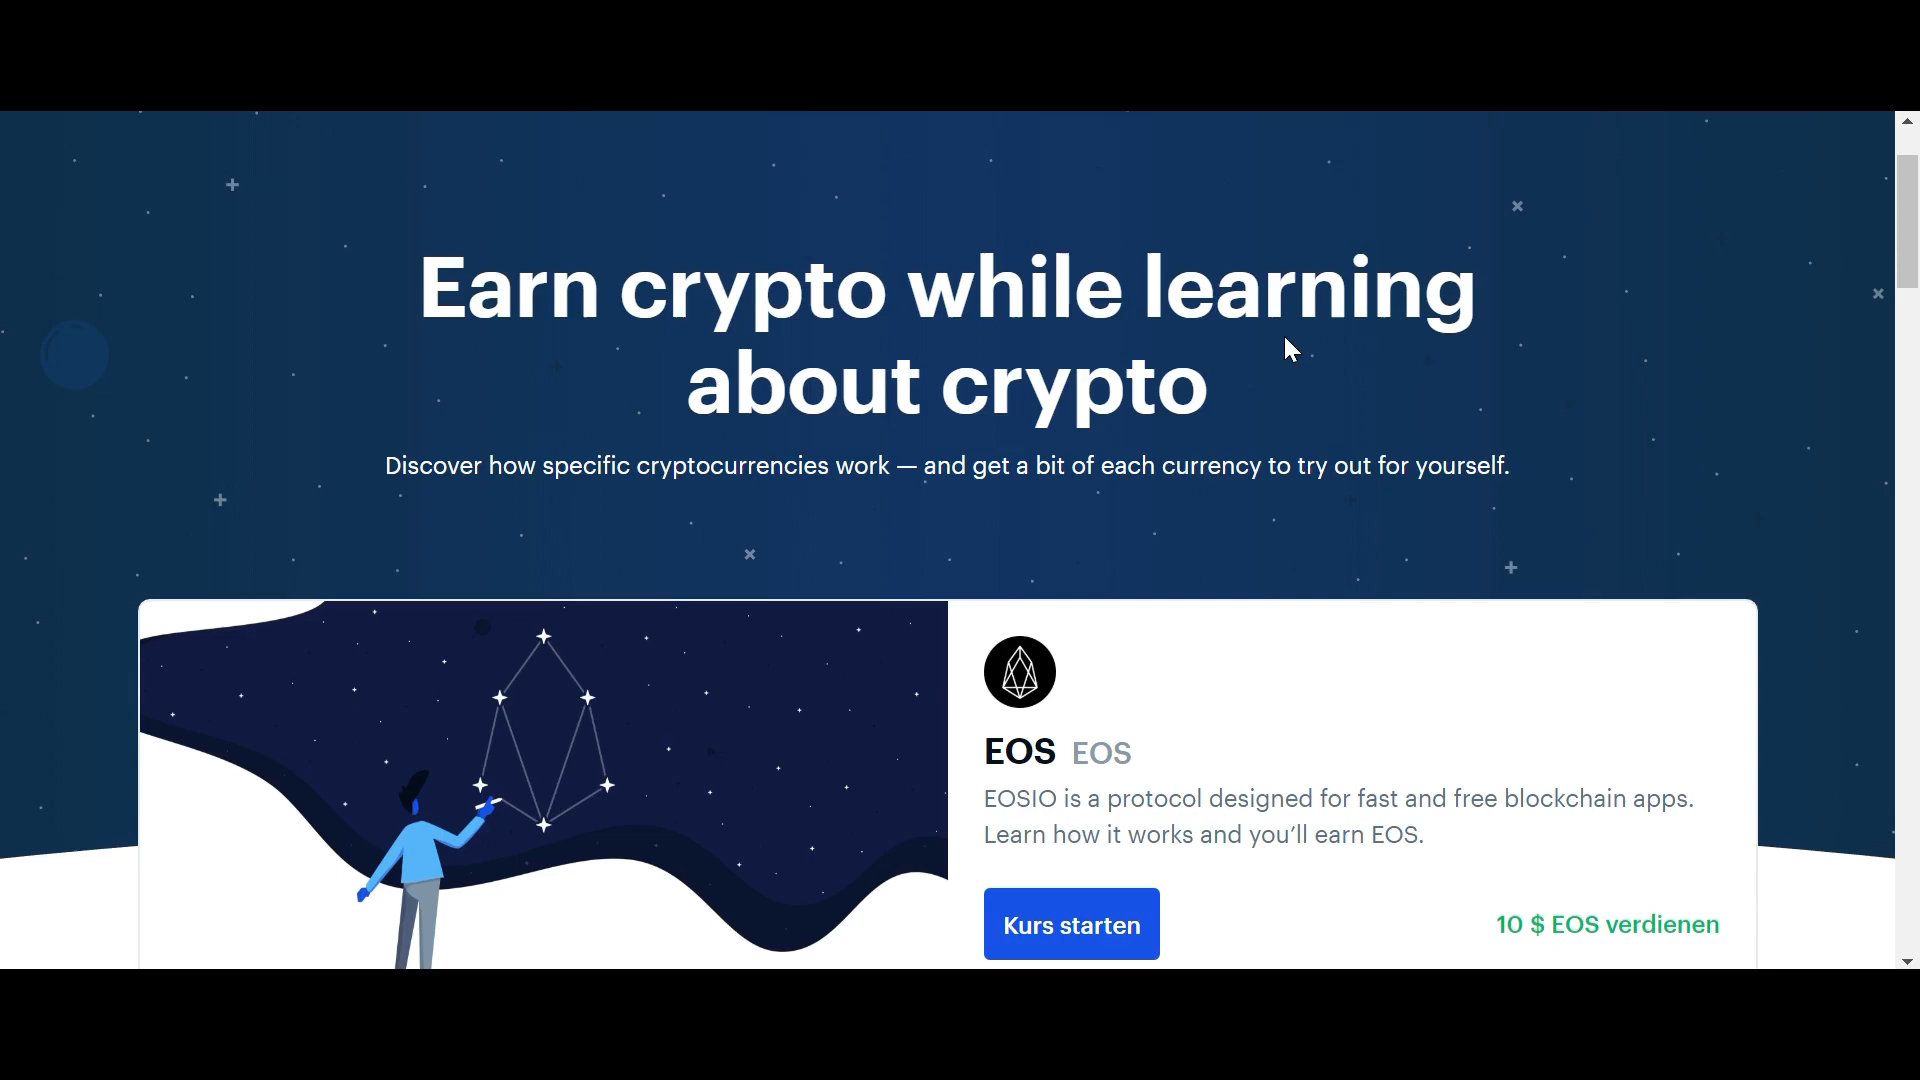 Earn crypto while learning
about crypto
Discover how specific cryptocurrencies work — and get a bit of each currency to try out for yourself.
EOS EOS
EOSIO is a protocol designed for fast and free blockchain apps.
Learn how it works and you’ll earn EOS.
Kurs starten
10 $ EOS verdienen